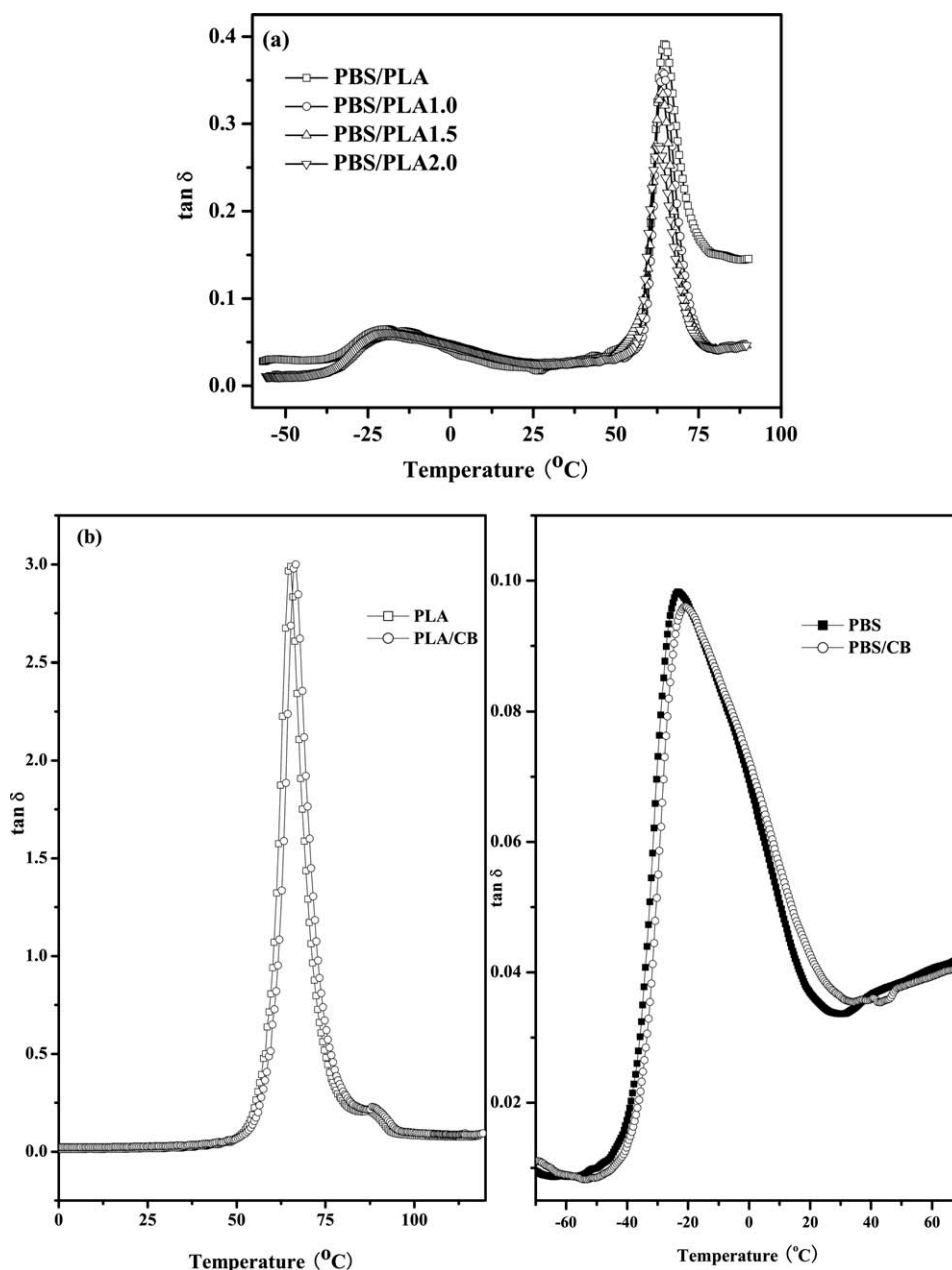 (a)
PBS/PLA
PBS/PLA1.0
PBS/PLA1.5
PBS/PLA2.0
0.4
0.3
0.2
0.1
0.0
tan δ
-50 -25 0 25 50 75 100
Temperature (°C)
(b)
PLA
PLA/CB
3.0
2.5
2.0
1.5
1.0
0.5
0.0
tan δ
0 25 50 75 100
Temperature (°C)
PBS
PBS/CB
0.10
0.08
0.06
0.04
0.02
tan δ
-60 -40 -20 0 20 40 60
Temperature (°C)